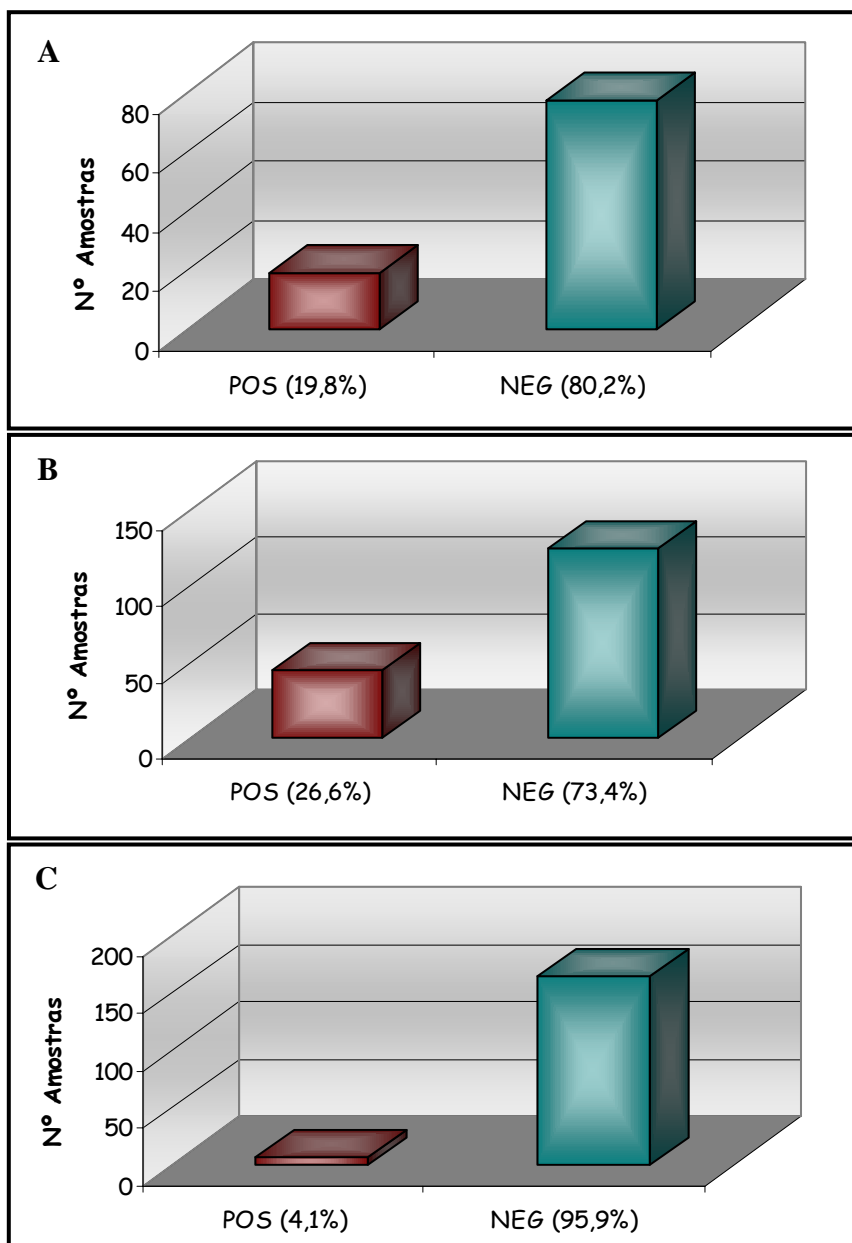 A
Nº Amostras
80
60
40
20
0
POS (19,8%) NEG (80,2%)
B
Nº Amostras
150
100
50
0
POS (26,6%) NEG (73,4%)
C
Nº Amostras
200
150
100
50
0
POS (4,1%) NEG (95,9%)